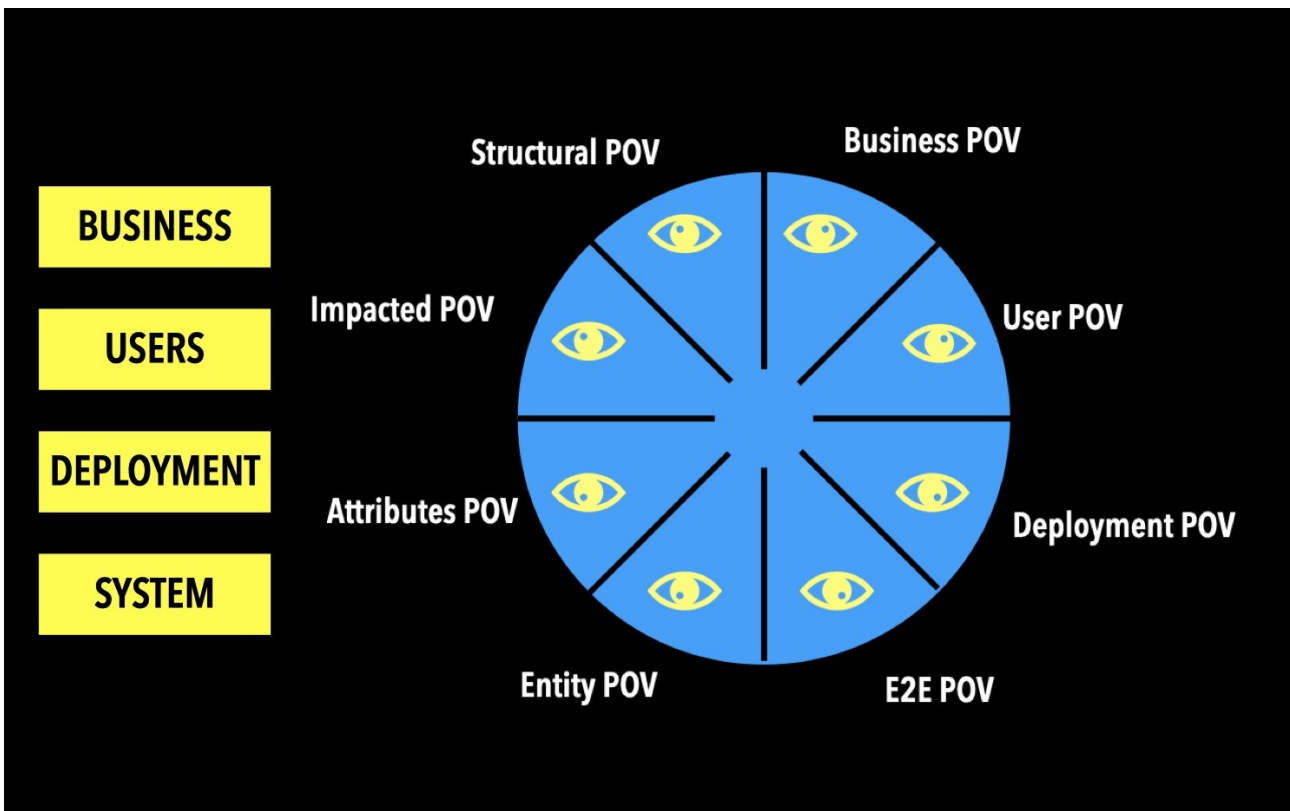 BUSINESS
USERS
DEPLOYMENT
SYSTEM
Structural POV
Business POV
Impacted POV
User POV
Attributes POV
Deployment POV
Entity POV
E2E POV